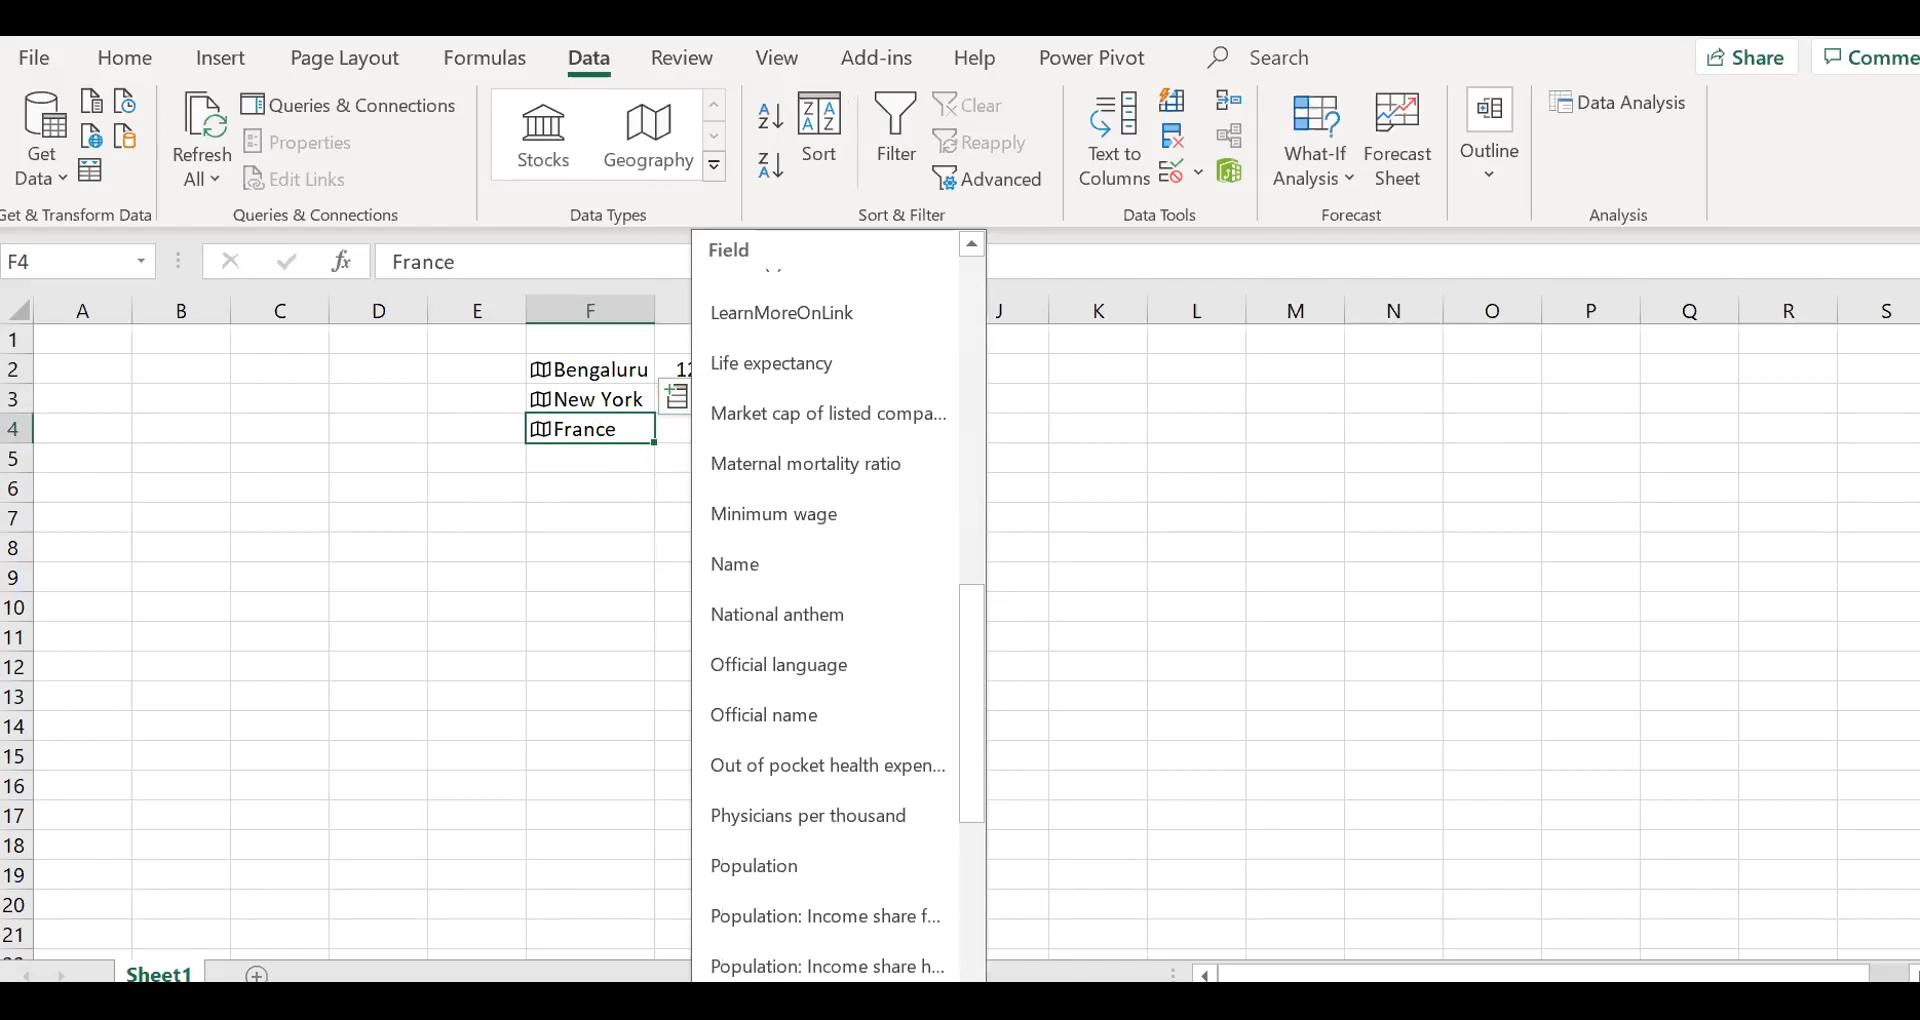 File Home Insert Page Layout Formulas Data Review View Add-ins Help Power Pivot Search Share Comme
Get Data
Refresh All
Queries & Connections
Properties
Edit Links
Stocks
Geography
Sort
Filter
Clear
Reapply
Advanced
Text to Columns
What-If Analysis
Forecast Sheet
Outline
Data Analysis
Get & Transform Data Queries & Connections Data Types Sort & Filter Data Tools Forecast Analysis
F4 fx France
A B C D E F J K L M N O P Q R S
1
2 Bengaluru 12
3 New York
4 France
5
6
7
8
9
10
11
12
13
14
15
16
17
18
19
20
21
Field
LearnMoreOnLink
Life expectancy
Market cap of listed compa...
Maternal mortality ratio
Minimum wage
Name
National anthem
Official language
Official name
Out of pocket health expen...
Physicians per thousand
Population
Population: Income share f...
Population: Income share h...
Sheet1